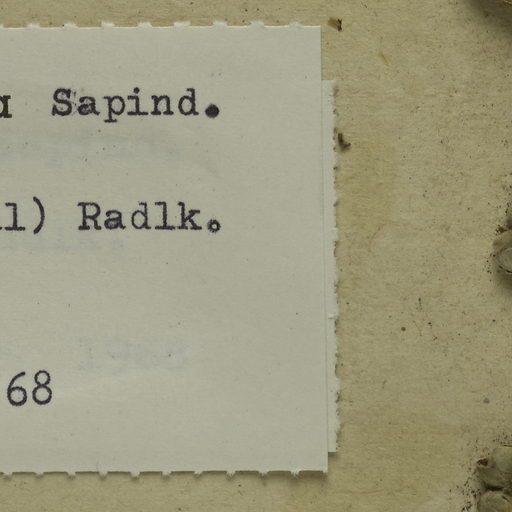 Sapind.
l) Radlk.
68